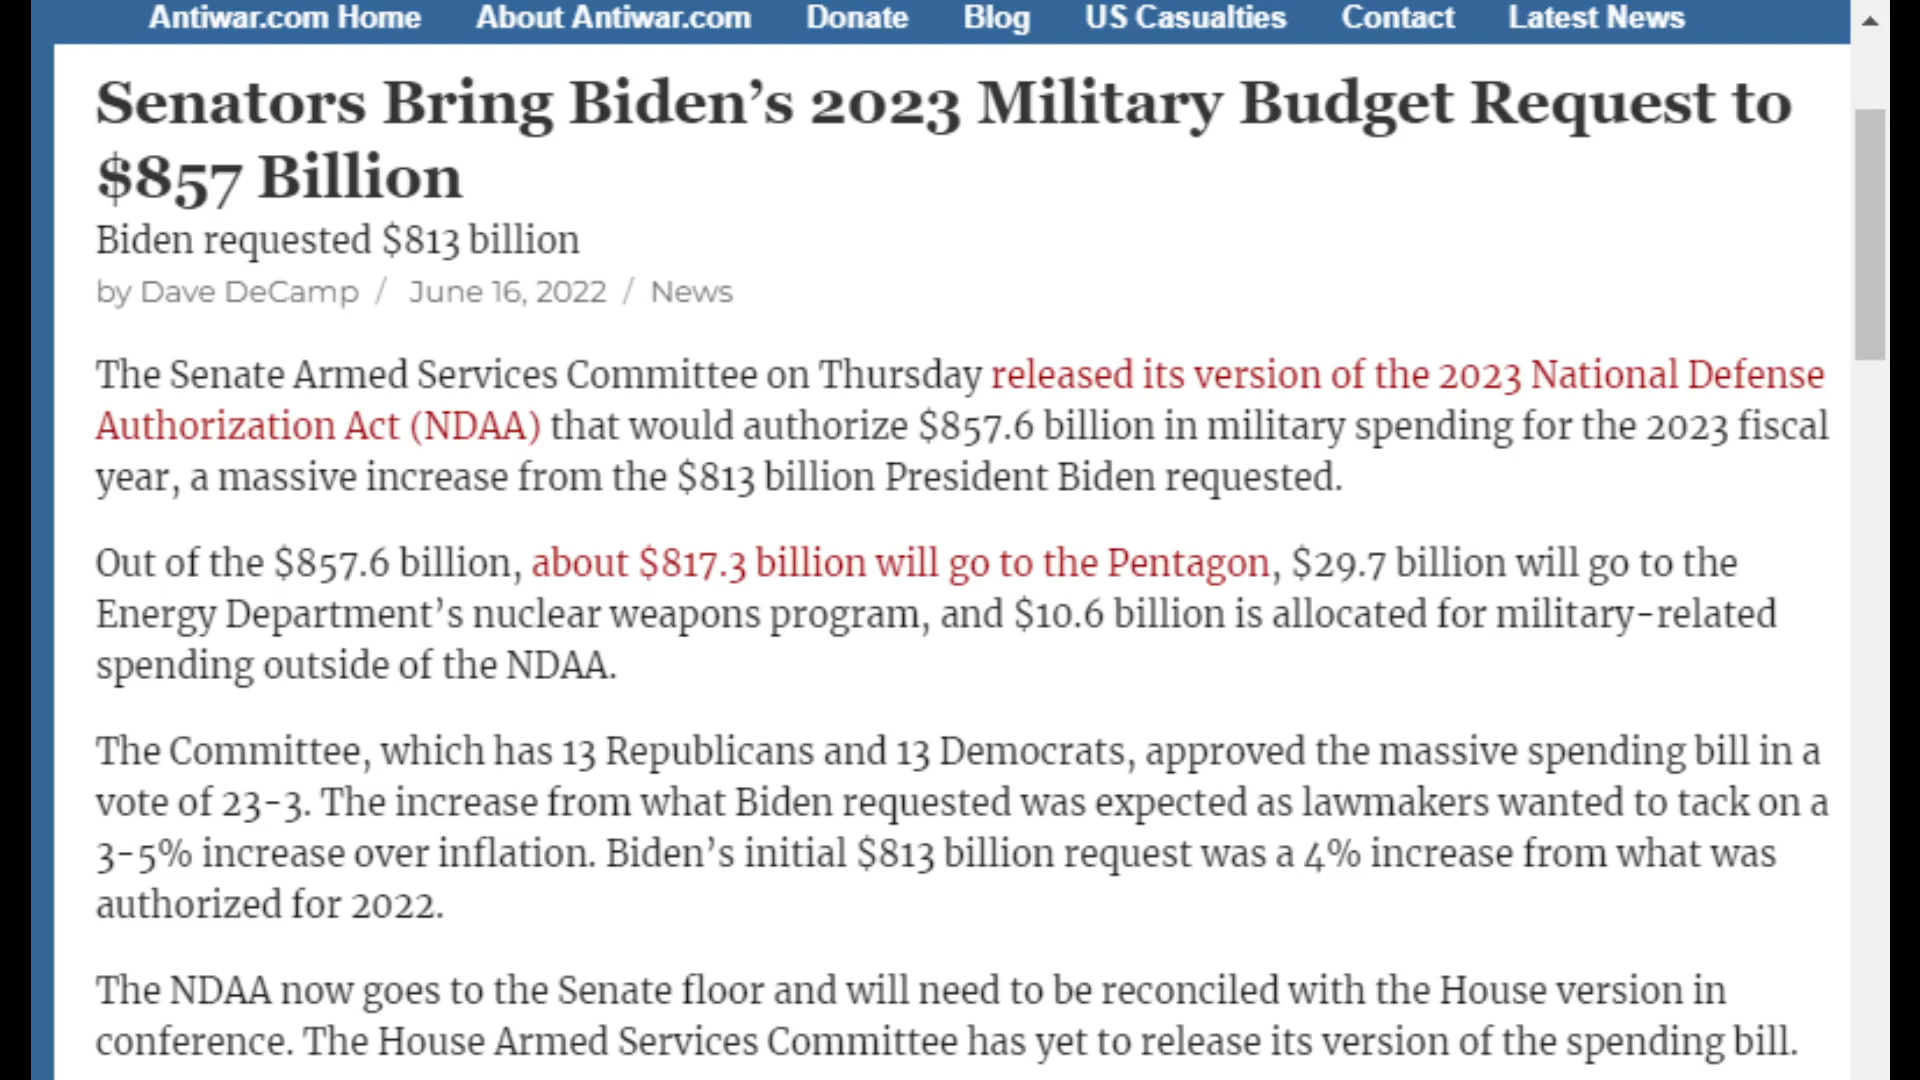 Antiwar.com Home About Antiwar.com Donate Blog US Casualties Contact Latest News
Senators Bring Biden’s 2023 Military Budget Request to
$857 Billion
Biden requested $813 billion
by Dave DeCamp / June 16, 2022 / News
The Senate Armed Services Committee on Thursday released its version of the 2023 National Defense
Authorization Act (NDAA) that would authorize $857.6 billion in military spending for the 2023 fiscal
year, a massive increase from the $813 billion President Biden requested.
Out of the $857.6 billion, about $817.3 billion will go to the Pentagon, $29.7 billion will go to the
Energy Department’s nuclear weapons program, and $10.6 billion is allocated for military-related
spending outside of the NDAA.
The Committee, which has 13 Republicans and 13 Democrats, approved the massive spending bill in a
vote of 23-3. The increase from what Biden requested was expected as lawmakers wanted to tack on a
3-5% increase over inflation. Biden’s initial $813 billion request was a 4% increase from what was
authorized for 2022.
The NDAA now goes to the Senate floor and will need to be reconciled with the House version in
conference. The House Armed Services Committee has yet to release its version of the spending bill.